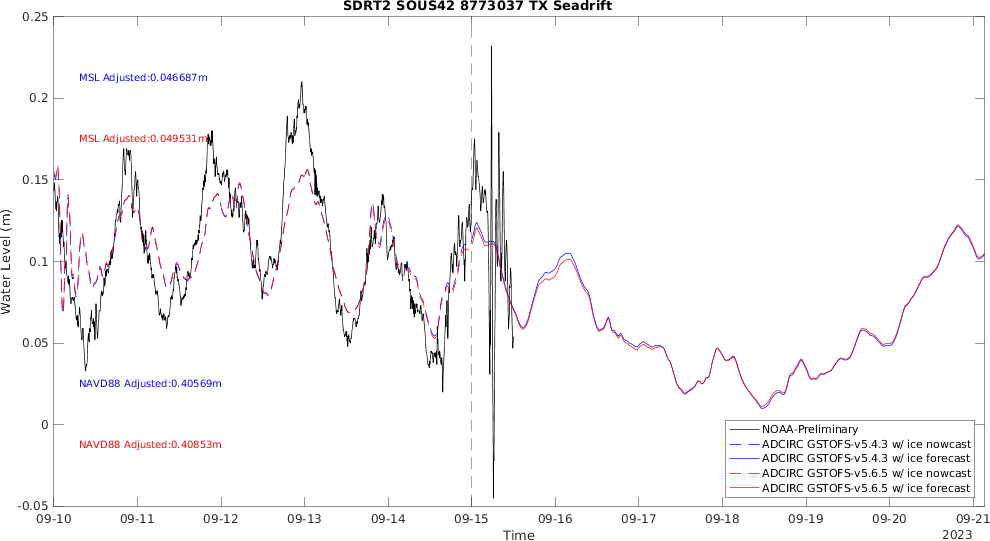 SDRT2 SOUS42 8773037 TX Seadrift
0.25
0.2
0.15
0.1
0.05
0
-0.05
Water Level (m)
MSL Adjusted:0.046687m
MSL Adjusted:0.049531m
NAVD88 Adjusted:0.40569m
NAVD88 Adjusted:0.40853m
NOAA-Preliminary
ADCIRC GSTOFS-v5.4.3 w/ ice nowcast
ADCIRC GSTOFS-v5.4.3 w/ ice forecast
ADCIRC GSTOFS-v5.6.5 w/ ice nowcast
ADCIRC GSTOFS-v5.6.5 w/ ice forecast
09-10 09-11 09-12 09-13 09-14 09-15 09-16 09-17 09-18 09-19 09-20 09-21
Time
2023